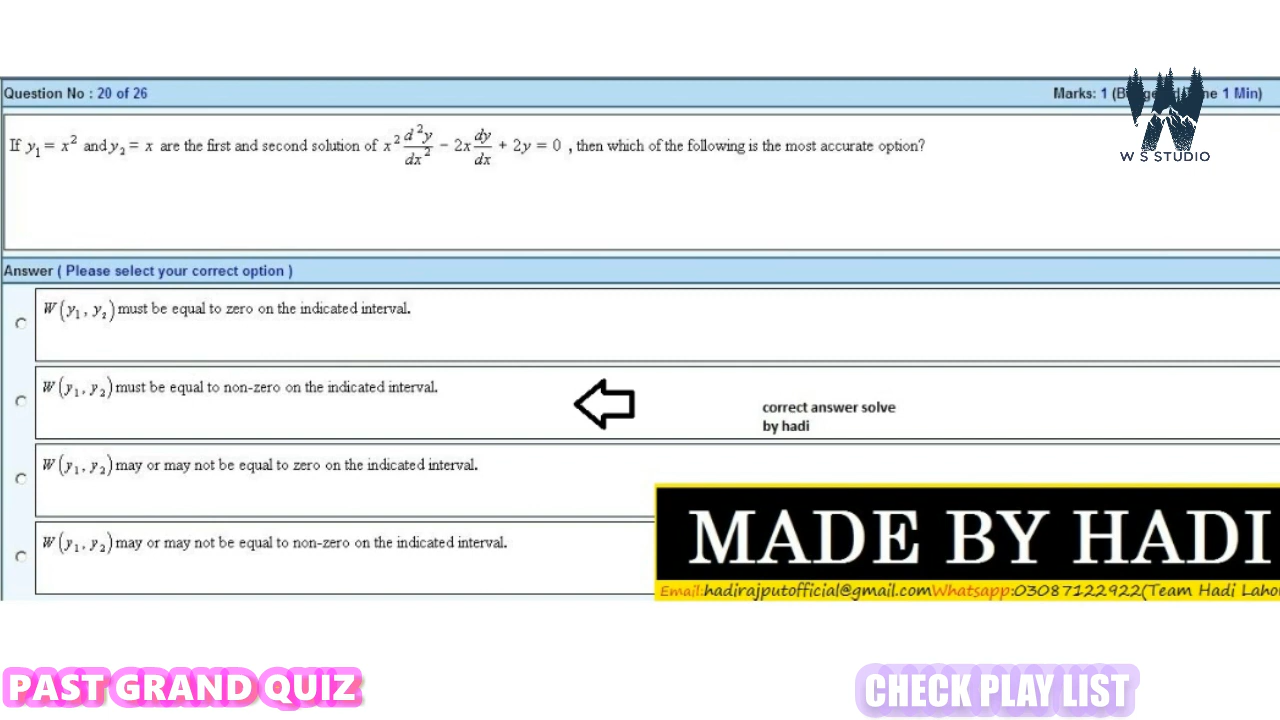 Question No : 20 of 26 Marks: 1 (B ge d T me 1 Min)
W S STUDIO
If y₁ = x² and y₂ = x are the first and second solution of x² d²y/dx² − 2x dy/dx + 2y = 0 , then which of the following is the most accurate option?
Answer ( Please select your correct option )
W(y₁, y₂) must be equal to zero on the indicated interval.
W(y₁, y₂) must be equal to non-zero on the indicated interval.
correct answer solve
by hadi
W(y₁, y₂) may or may not be equal to zero on the indicated interval.
W(y₁, y₂) may or may not be equal to non-zero on the indicated interval.
MADE BY HADI
Email:hadirajputofficial@gmail.comWhatsapp:03087122922(Team Hadi Laho
PAST GRAND QUIZ
CHECK PLAY LIST